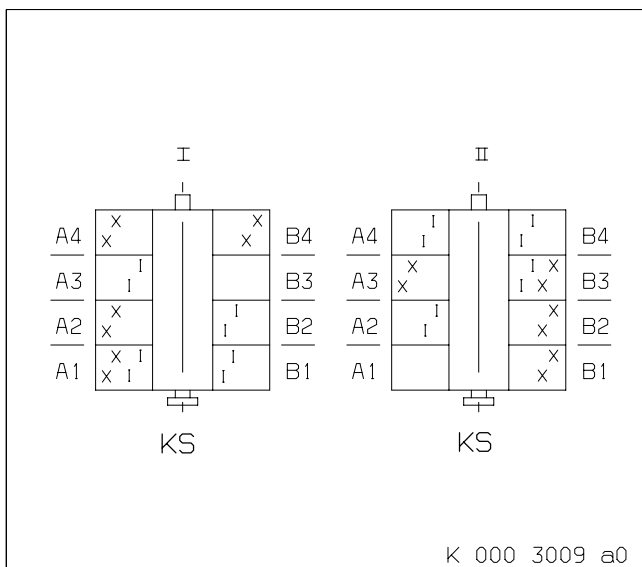 I II
A4 X X X X B4 A4 I I I I B4
A3 I I B3 A3 X X I I X X B3
A2 X X I I B2 A2 I I X X B2
A1 X X I I I I B1 A1 X X B1
KS KS
K 000 3009 a0